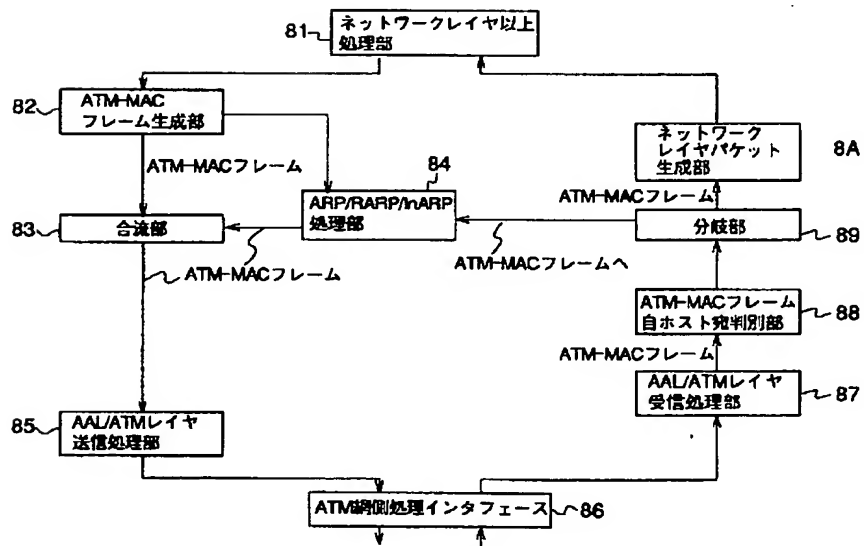 81
ネットワークレイヤ以上
処理部
82
ATM-MAC
フレーム生成部
ATM-MACフレーム
84
ARP/RARP/InARP
処理部
ネットワーク
レイヤパケット
生成部
8A
ATM-MACフレーム
83
合流部
分岐部
89
ATM-MACフレーム
ATM-MACフレームヘ
ATM-MACフレーム
自ホスト宛判別部
88
ATM-MACフレーム
85
AAL/ATMレイヤ
送信処理部
AAL/ATMレイヤ
受信処理部
87
ATM網側処理インタフェース
86